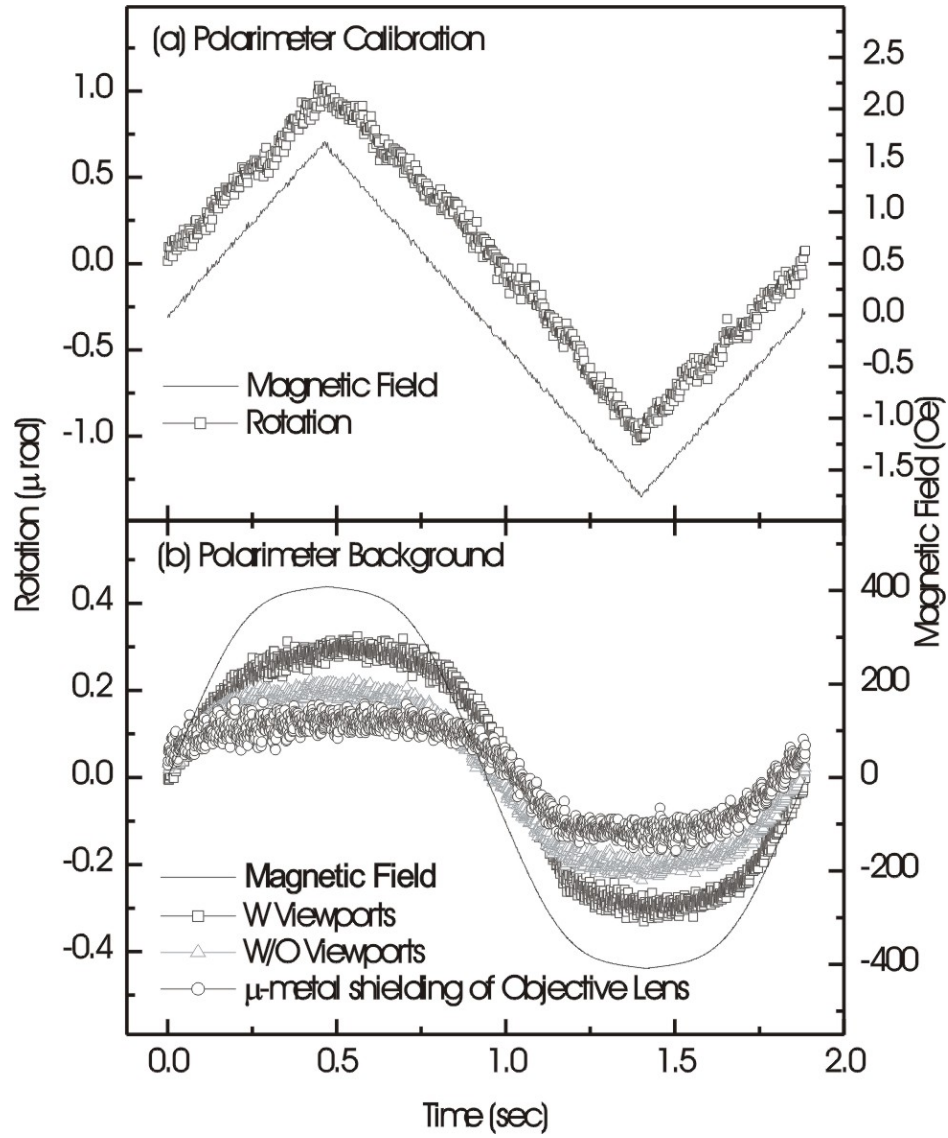 (a) Polarimeter Calibration
1.0
0.5
0.0
-0.5
-1.0
2.5
2.0
1.5
1.0
0.5
0.0
-0.5
-1.0
-1.5
Magnetic Field
Rotation
Rotation (μ rad)
Magnetic Field (Oe)
(b) Polarimeter Background
0.4
0.2
0.0
-0.2
-0.4
400
200
0
-200
-400
Magnetic Field
W Viewports
W/O Viewports
μ-metal shielding of Objective Lens
0.0 0.5 1.0 1.5 2.0
Time (sec)